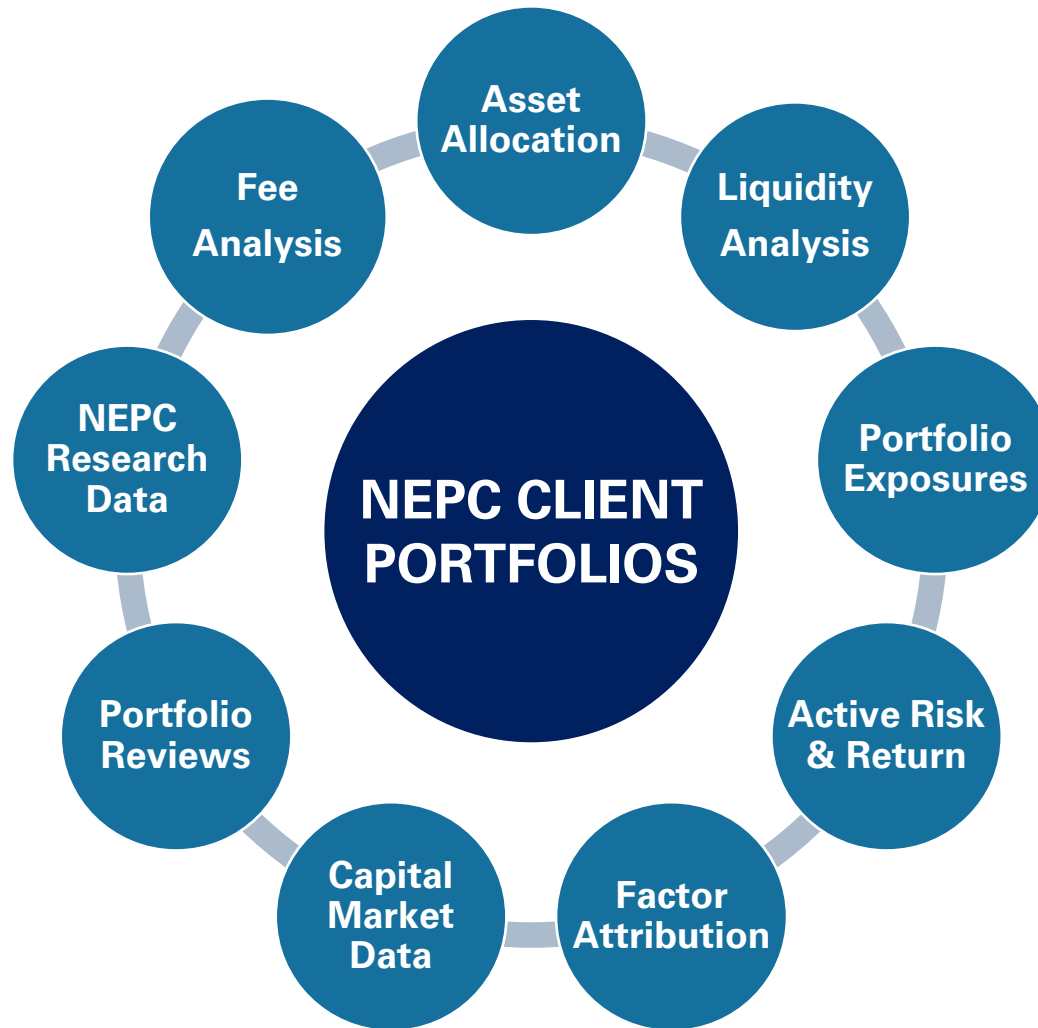 Asset
Allocation
Liquidity
Analysis
Portfolio
Exposures
Active Risk
& Return
Factor
Attribution
Capital
Market
Data
Portfolio
Reviews
NEPC
Research
Data
Fee
Analysis
NEPC CLIENT
PORTFOLIOS